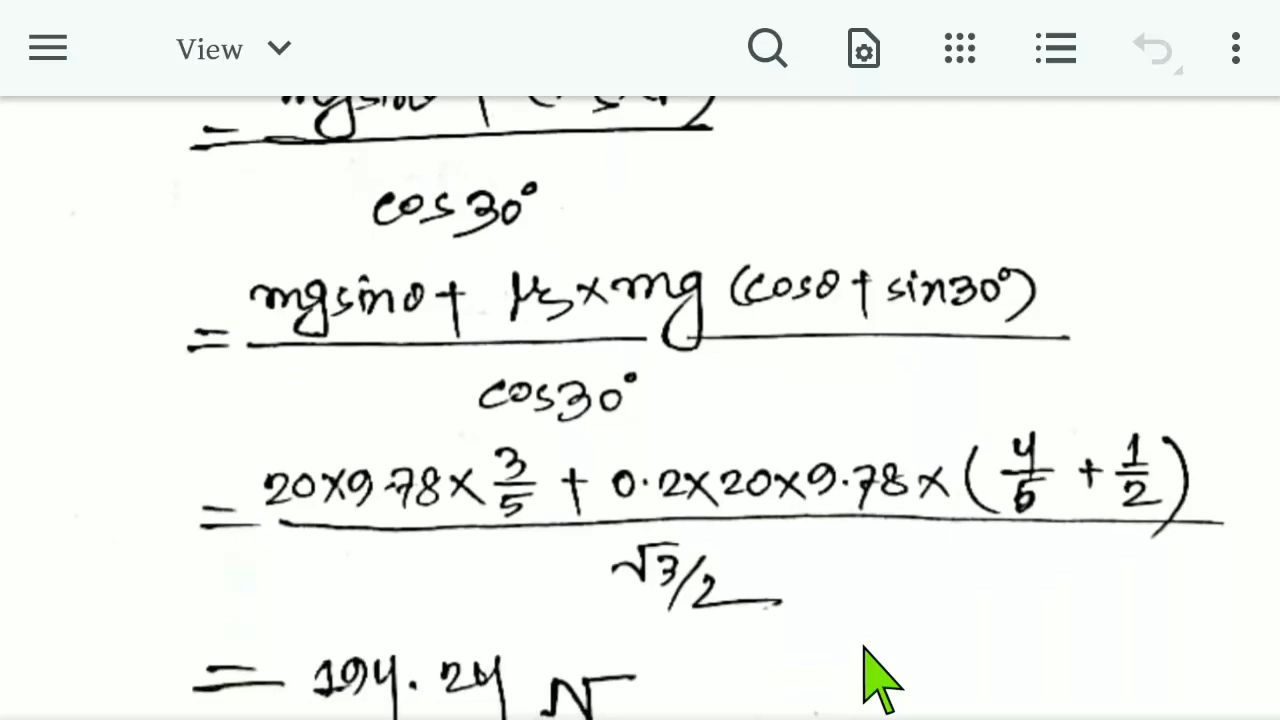 View
=
cos30°
mgsinθ + μs×mg (cosθ + sin30°)
=
cos30°
= 20×9.78×3/5 + 0.2×20×9.78×(4/5 + 1/2)
√3/2
= 194.24 N